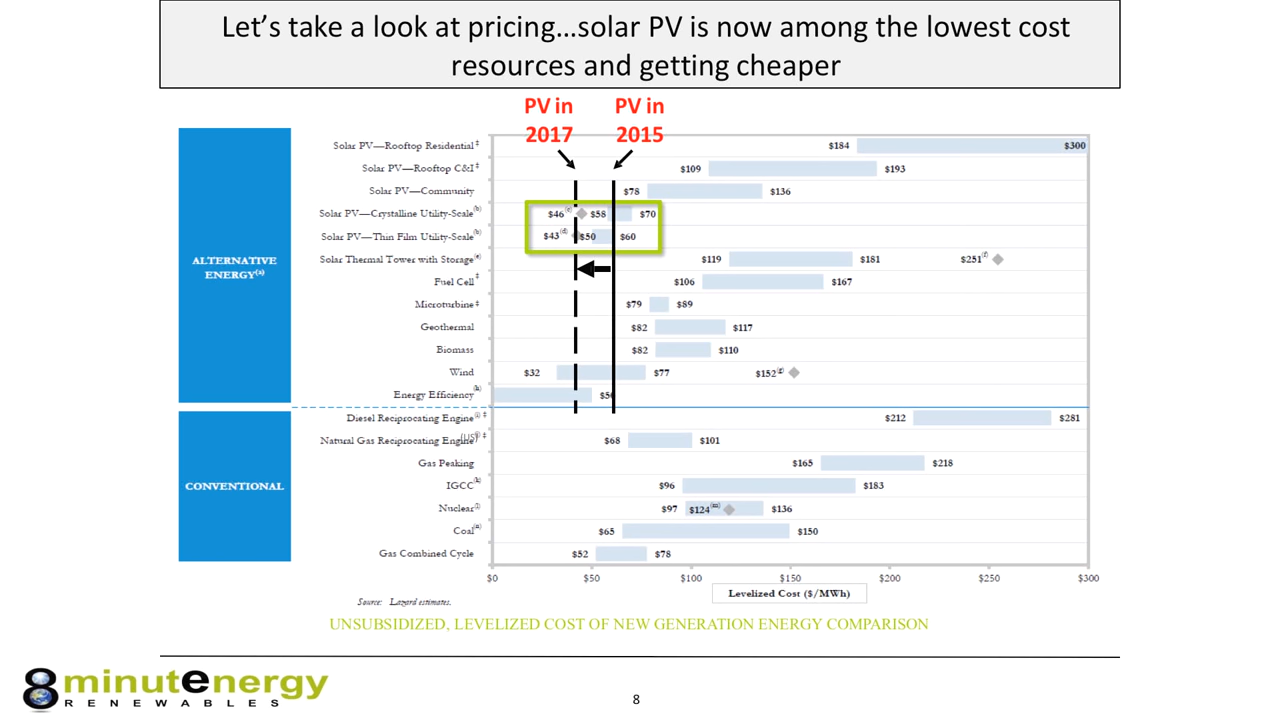 Let's take a look at pricing…solar PV is now among the lowest cost
resources and getting cheaper
PV in
2017
PV in
2015
ALTERNATIVE
ENERGY(a)
Solar PV—Rooftop Residential‡ $184 $300
Solar PV—Rooftop C&I‡ $109 $193
Solar PV—Community $78 $136
Solar PV—Crystalline Utility-Scale(b) $46(c) $58 $70
Solar PV—Thin Film Utility-Scale(b) $43(d) $50 $60
Solar Thermal Tower with Storage(e) $119 $181 $251(f)
Fuel Cell‡ $106 $167
Microturbine‡ $79 $89
Geothermal $82 $117
Biomass $82 $110
Wind $32 $77 $152(g)
Energy Efficiency(h) $50
CONVENTIONAL
Diesel Reciprocating Engine(i)‡ $212 $281
Natural Gas Reciprocating Engine ‡ $68 $101
Gas Peaking $165 $218
IGCC(k) $96 $183
Nuclear(l) $97 $124(m) $136
Coal(n) $65 $150
Gas Combined Cycle $52 $78
$0 $50 $100 $150 $200 $250 $300
Levelized Cost ($/MWh)
Source: Lazard estimates.
UNSUBSIDIZED, LEVELIZED COST OF NEW GENERATION ENERGY COMPARISON
8minutenergy
RENEWABLES
8